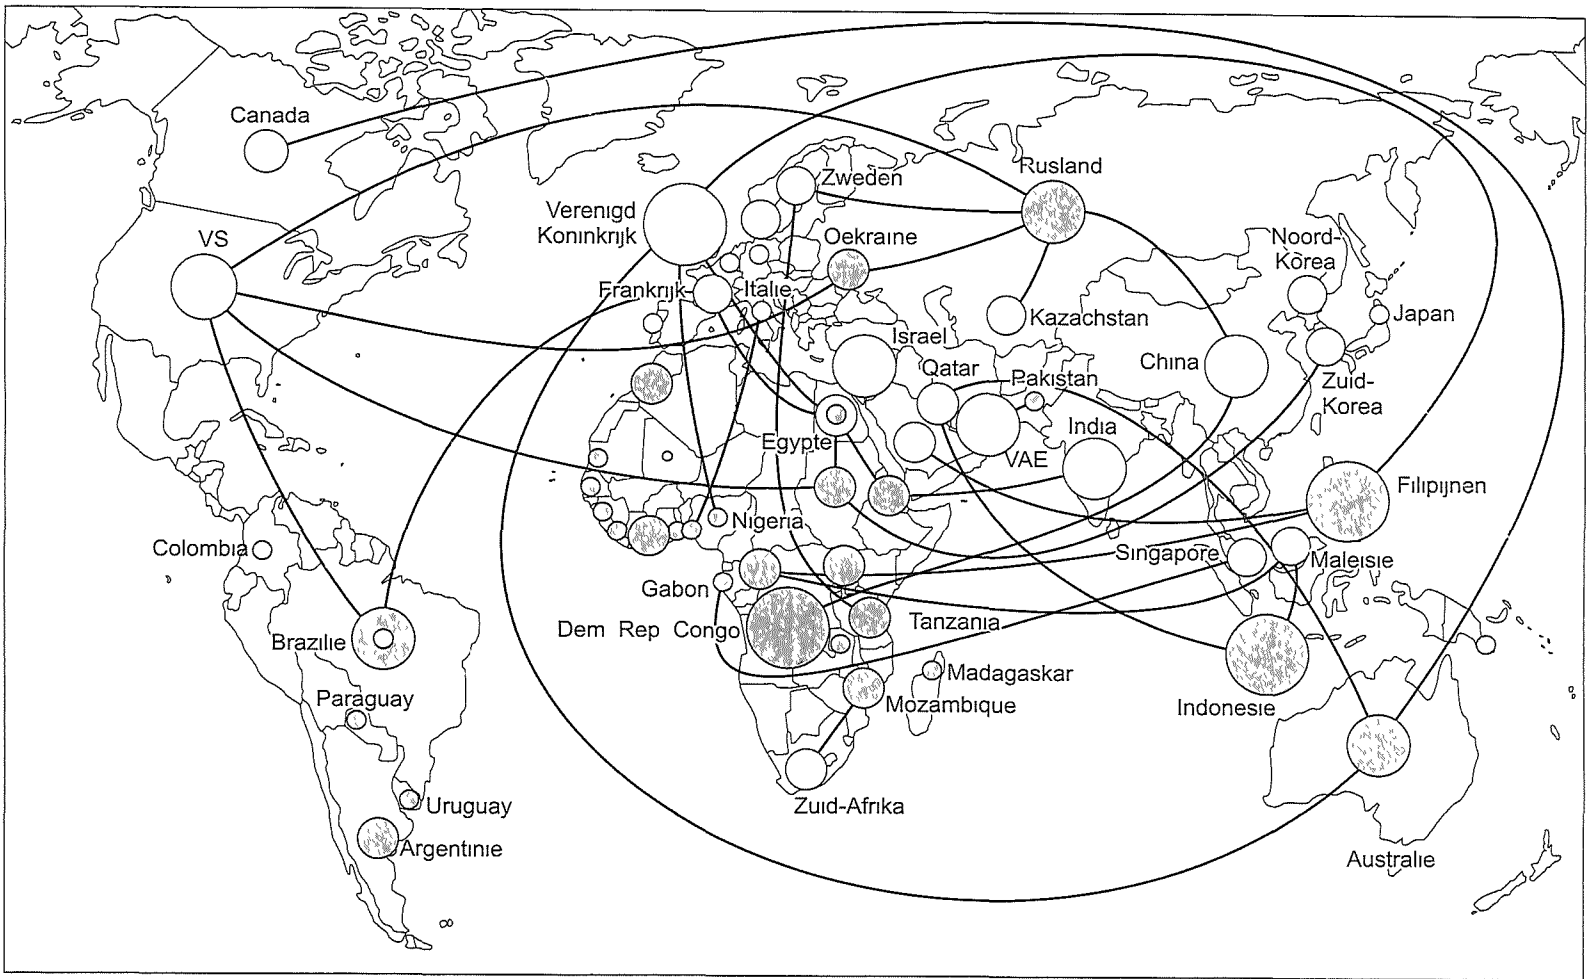 Canada
Zweden
Rusland
Verenigd
Koninkrijk
VS
Oekraine
Noord-
Korea
Frankrijk
Italie
Kazachstan
Japan
Israel
China
Qatar
Pakistan
Zuid-
Korea
India
Egypte
VAE
Filipijnen
Nigeria
Colombia
Singapore
Maleisie
Gabon
Brazilie
Dem Rep Congo
Tanzania
Madagaskar
Paraguay
Mozambique
Indonesie
Uruguay
Zuid-Afrika
Argentinie
Australie